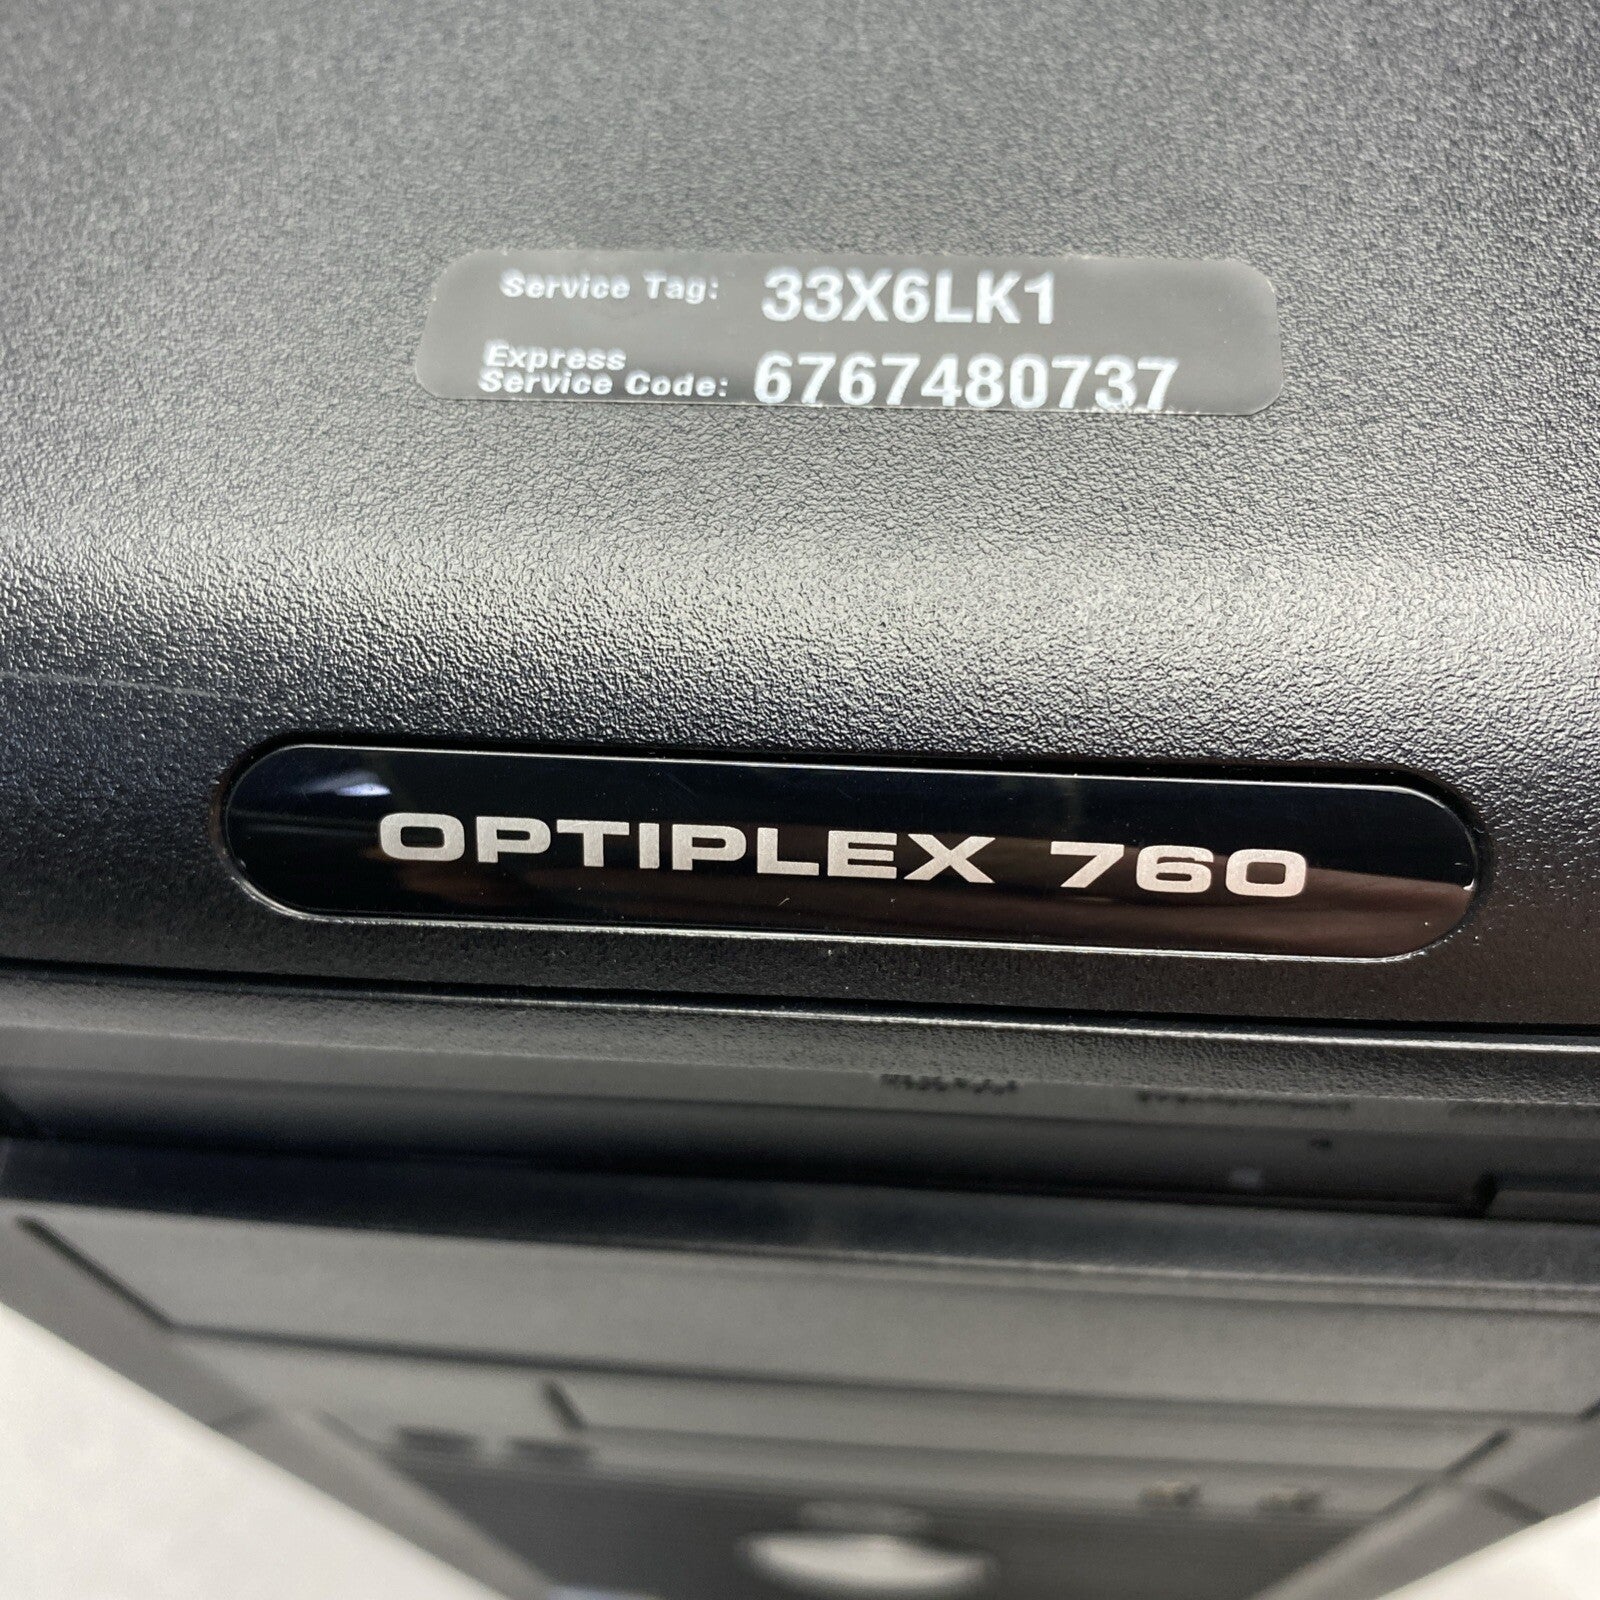 Service Tag: 33X6LK1
Express
Service Code: 6767480737
OPTIPLEX 760